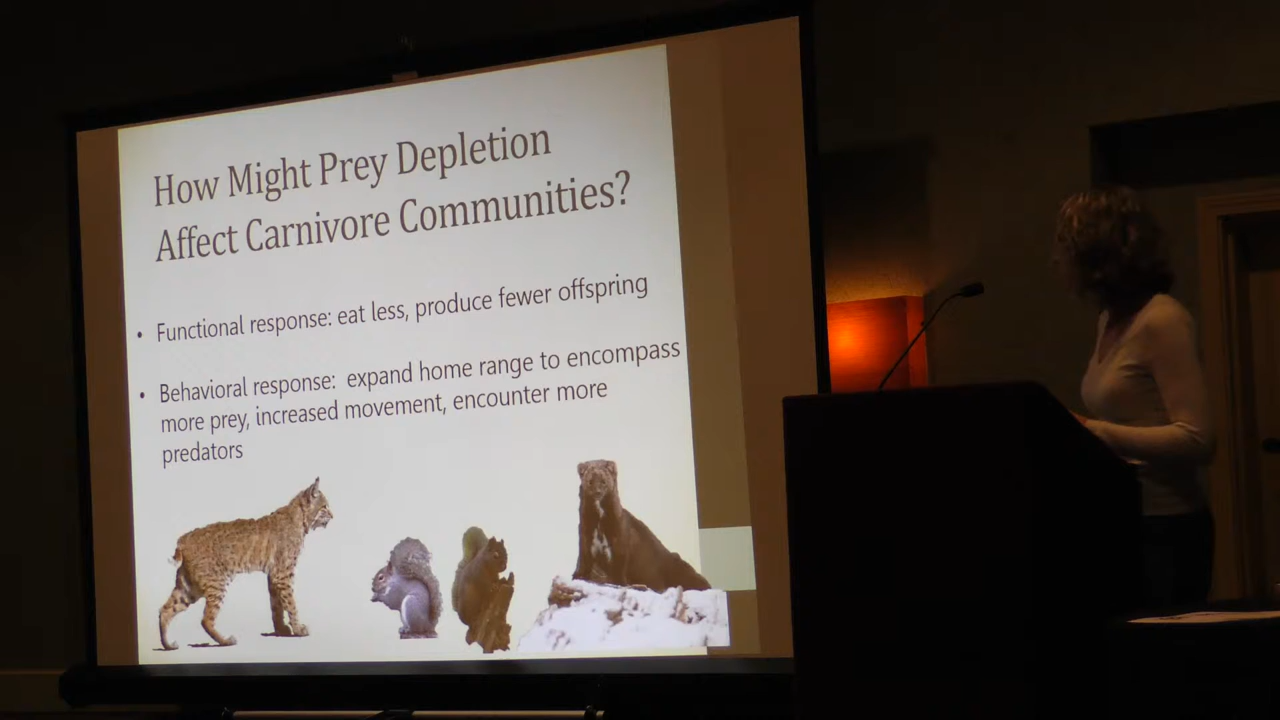 How Might Prey Depletion
Affect Carnivore Communities?
• Functional response: eat less, produce fewer offspring
• Behavioral response: expand home range to encompass
more prey, increased movement, encounter more
predators